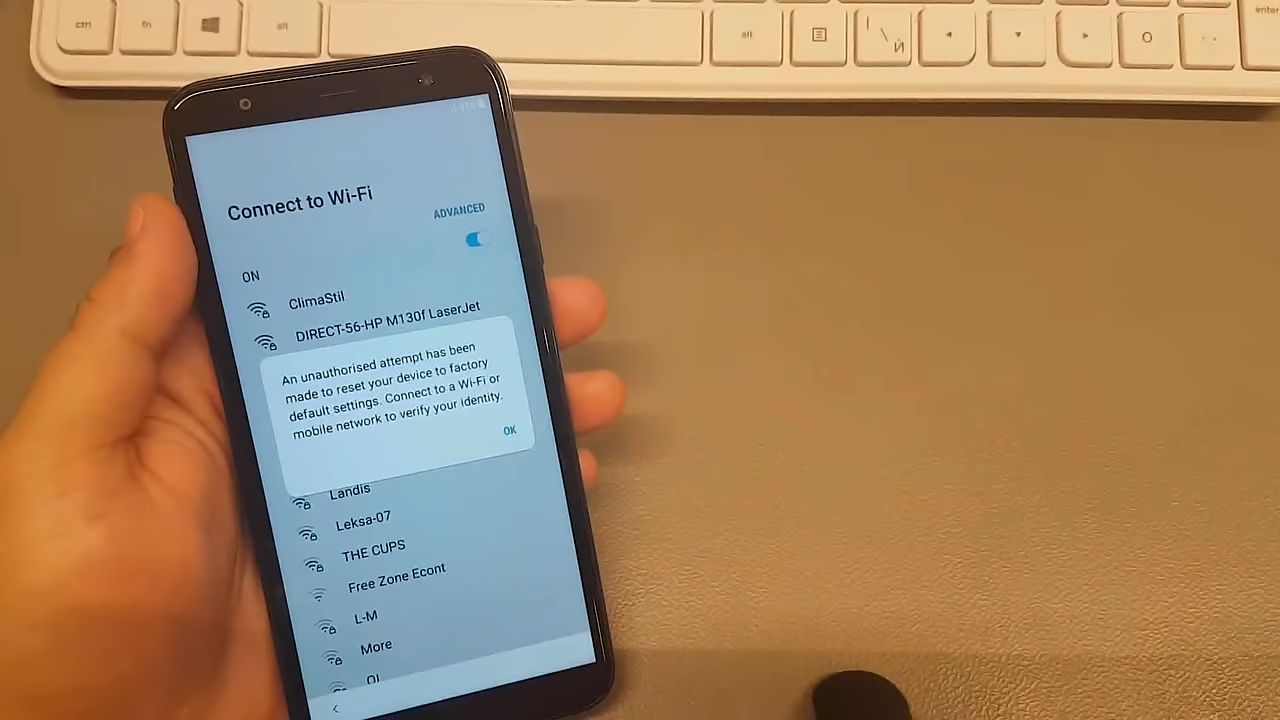 ctrl
fn
alt
alt
\
Й
O
enter
Connect to Wi-Fi
ADVANCED
ON
ClimaStil
DIRECT-56-HP M130f LaserJet
An unauthorised attempt has been
made to reset your device to factory
default settings. Connect to a Wi-Fi or
mobile network to verify your identity.
OK
Landis
Leksa-07
THE CUPS
Free Zone Econt
L-M
More